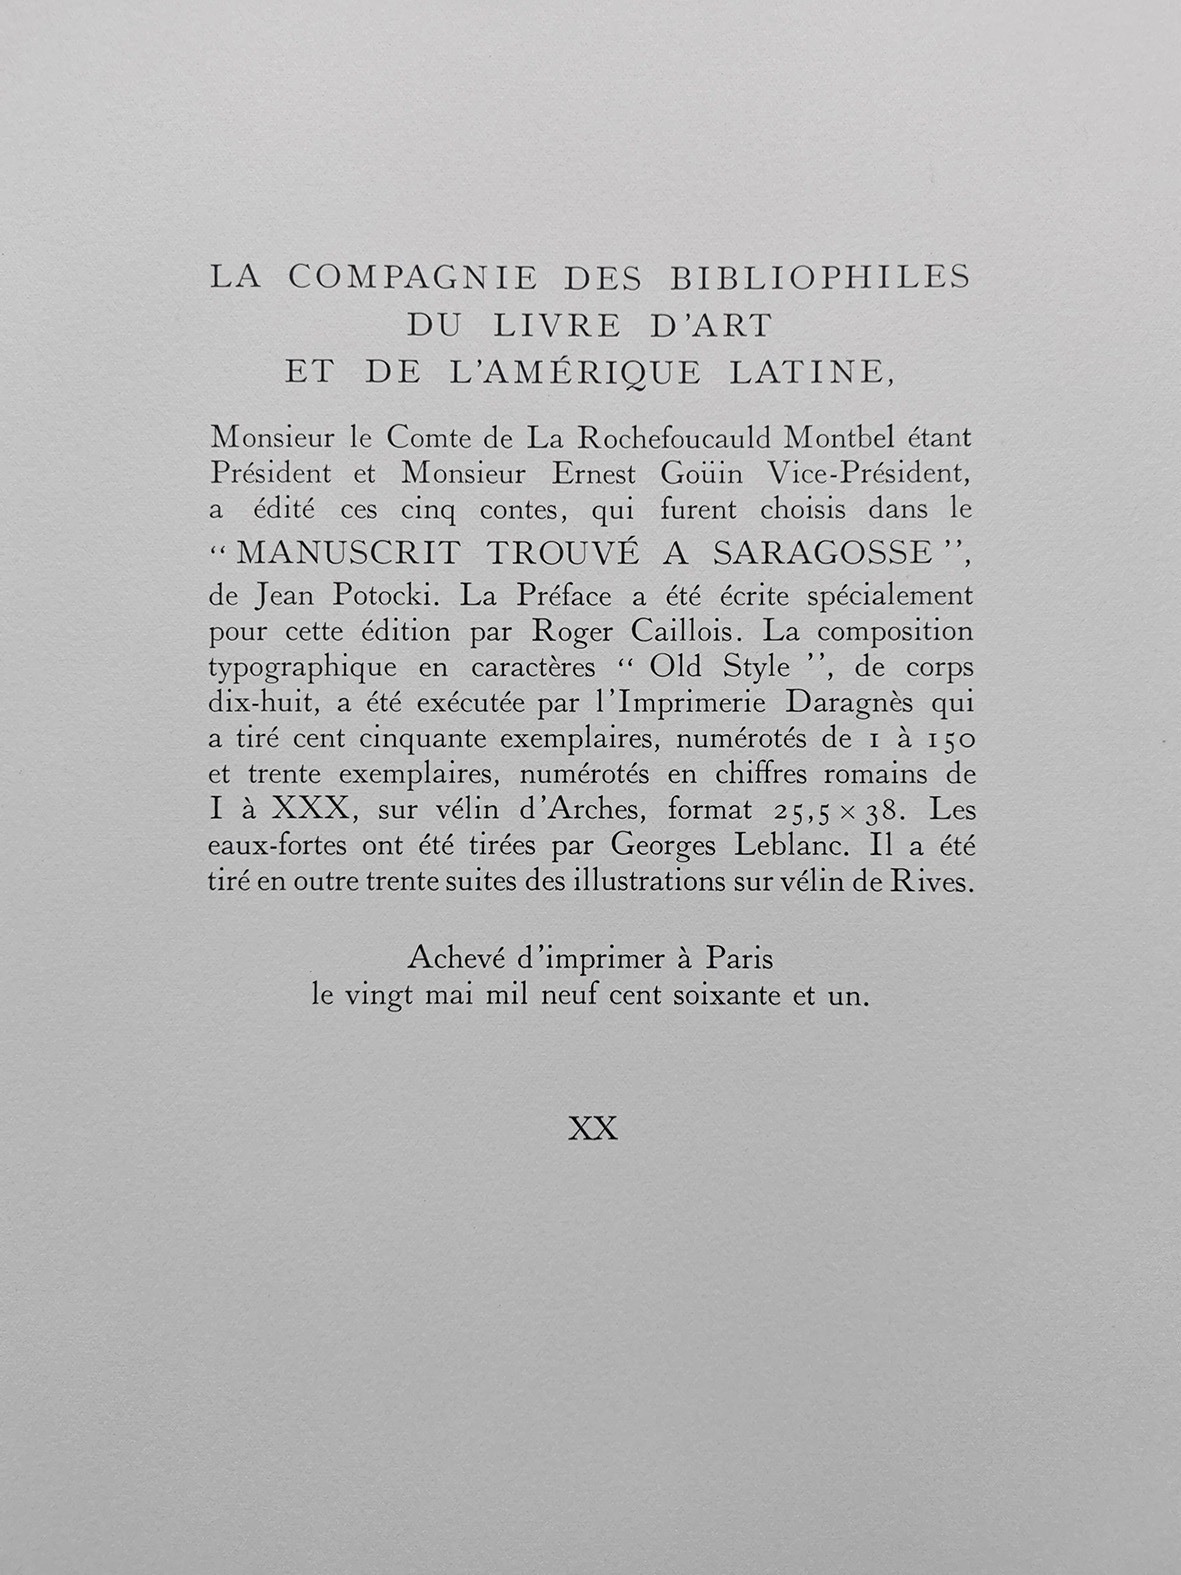 LA COMPAGNIE DES BIBLIOPHILES
DU LIVRE D'ART
ET DE L'AMÉRIQUE LATINE,
Monsieur le Comte de La Rochefoucauld Montbel étant
Président et Monsieur Ernest Goüin Vice-Président,
a édité ces cinq contes, qui furent choisis dans le
“ MANUSCRIT TROUVÉ A SARAGOSSE ”,
de Jean Potocki. La Préface a été écrite spécialement
pour cette édition par Roger Caillois. La composition
typographique en caractères “ Old Style ”, de corps
dix-huit, a été exécutée par l'Imprimerie Daragnès qui
a tiré cent cinquante exemplaires, numérotés de 1 à 150
et trente exemplaires, numérotés en chiffres romains de
I à XXX, sur vélin d'Arches, format 25,5 × 38. Les
eaux-fortes ont été tirées par Georges Leblanc. Il a été
tiré en outre trente suites des illustrations sur vélin de Rives.
Achevé d'imprimer à Paris
le vingt mai mil neuf cent soixante et un.
XX